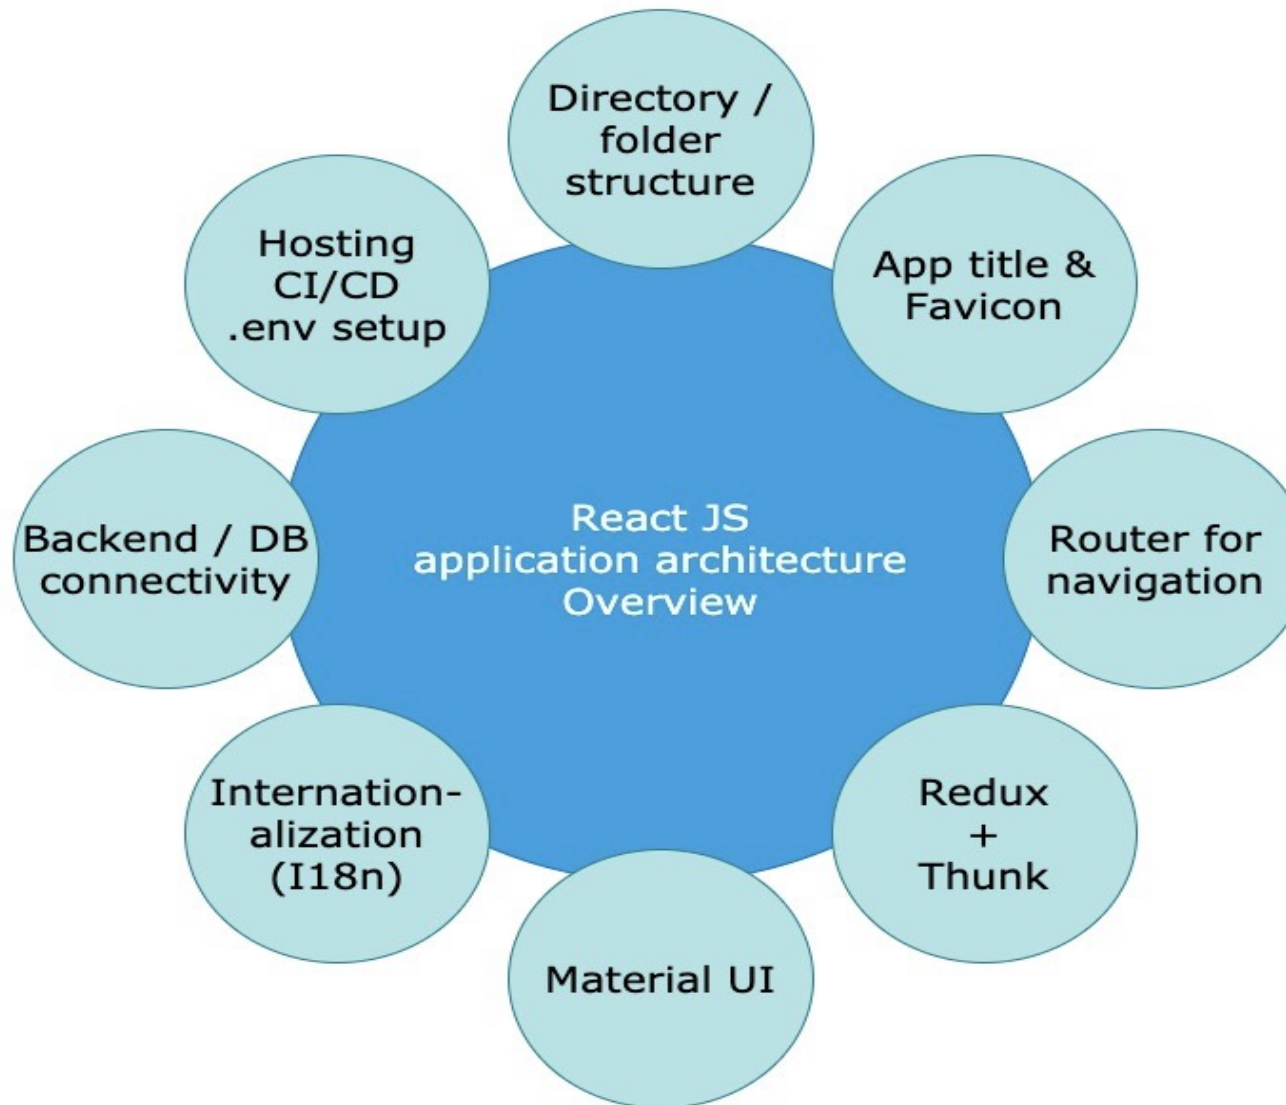 Directory /
folder
structure
Hosting
CI/CD
.env setup
App title &
Favicon
Backend / DB
connectivity
React JS
application architecture
Overview
Router for
navigation
Internation-
alization
(I18n)
Redux
+
Thunk
Material UI